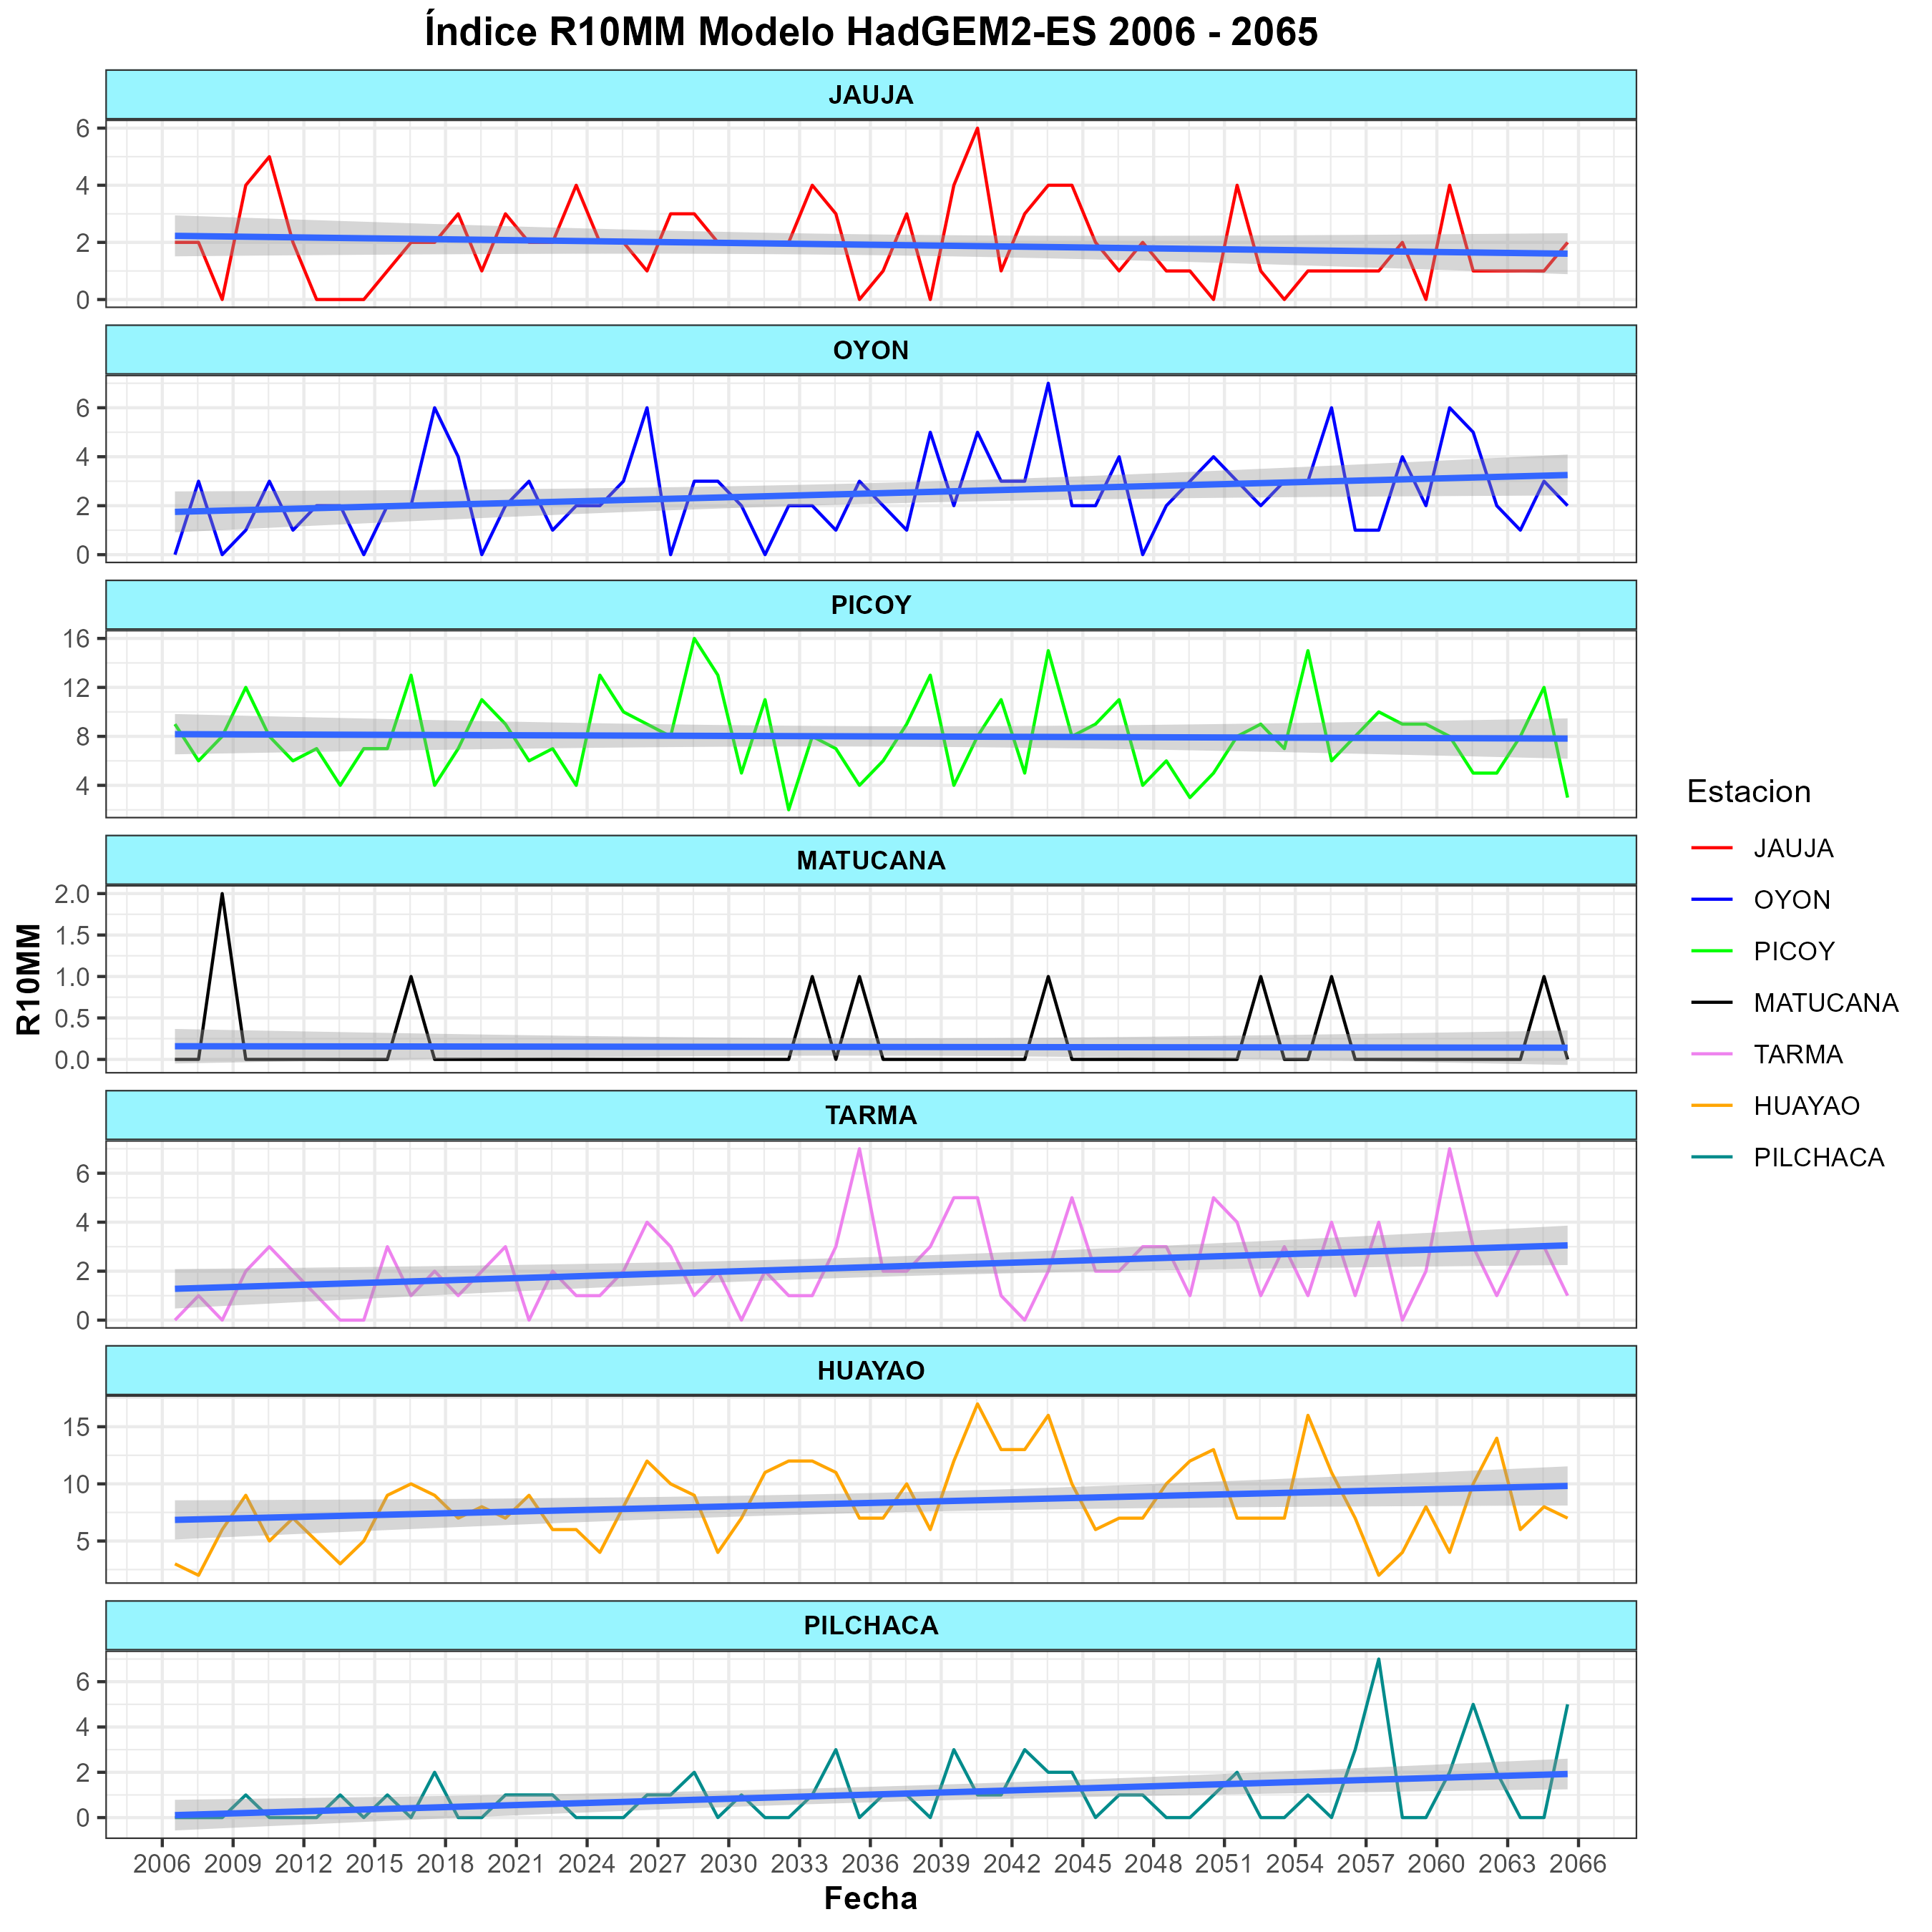 Índice R10MM Modelo HadGEM2-ES 2006 - 2065
JAUJA
6
4
2
0
OYON
6
4
2
0
PICOY
16
12
8
4
MATUCANA
2.0
1.5
1.0
0.5
0.0
TARMA
6
4
2
0
HUAYAO
15
10
5
PILCHACA
6
4
2
0
2006 2009 2012 2015 2018 2021 2024 2027 2030 2033 2036 2039 2042 2045 2048 2051 2054 2057 2060 2063 2066
Fecha
R10MM
Estacion
JAUJA
OYON
PICOY
MATUCANA
TARMA
HUAYAO
PILCHACA